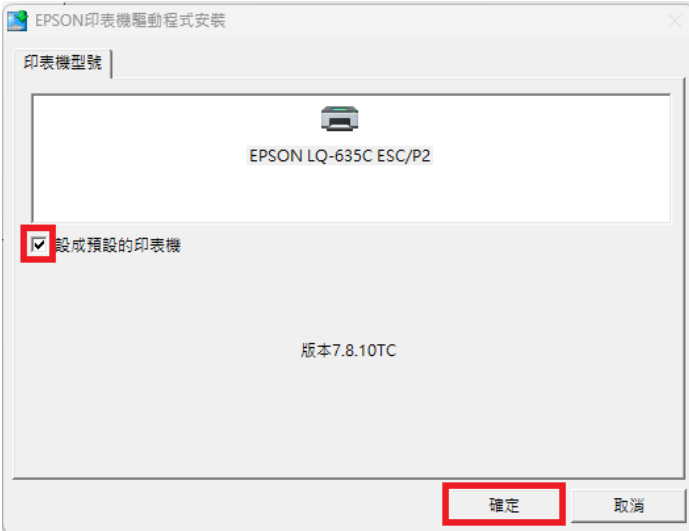 EPSON印表機驅動程式安裝
印表機型號
EPSON LQ-635C ESC/P2
設成預設的印表機
版本7.8.10TC
確定
取消